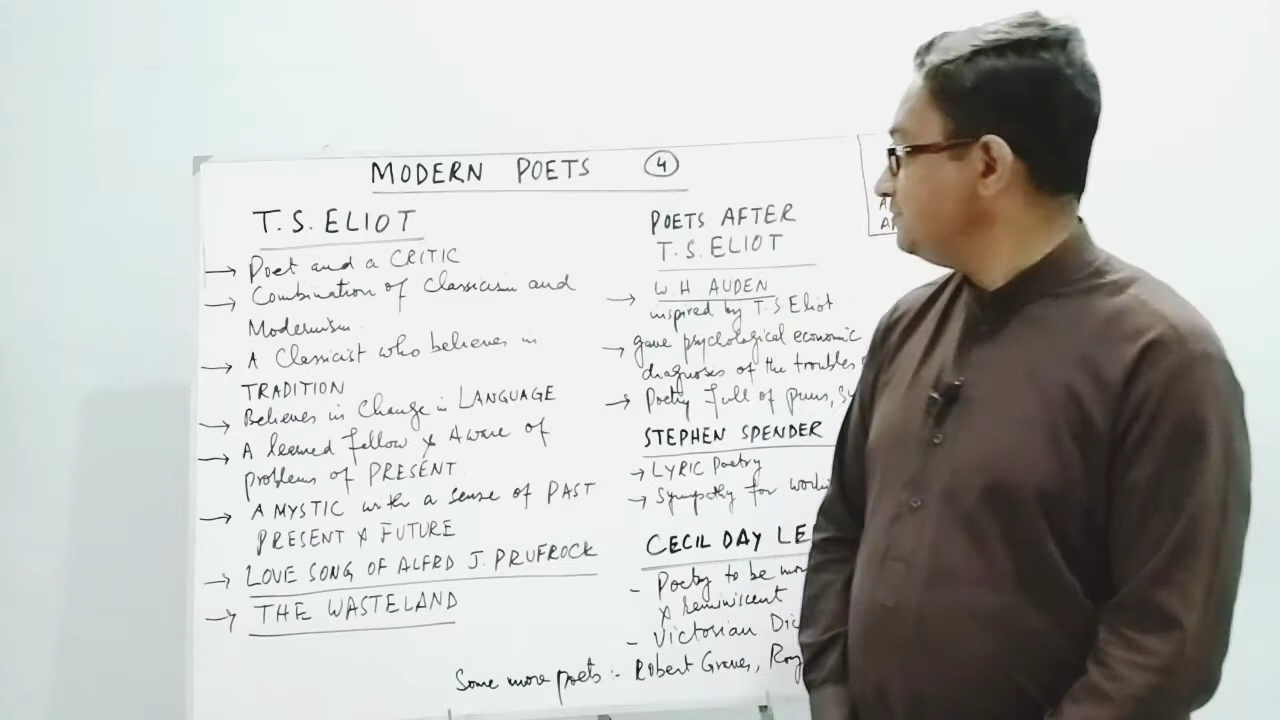 MODERN POETS 4
T.S. ELIOT
→ Poet and a CRITIC
→ Combination of Classicism and
Modernism
→ A Classicist who believes in
TRADITION
→ Believes in Change in LANGUAGE
→ A learned fellow & Aware of
problems of PRESENT
→ A MYSTIC with a sense of PAST
PRESENT & FUTURE
→ LOVE SONG OF ALFRD J. PRUFROCK
→ THE WASTELAND
POETS AFTER
T.S. ELIOT
→ W.H AUDEN
inspired by T.S Eliot
→ gave psychological economic
diagnoses of the troubles
→ Poetry full of puns,
STEPHEN SPENDER
→ LYRIC Poetry
→ Sympathy for
CECIL DAY
- Poetry to be
& reminiscent
- Victorian
Some more poets :- Robert Graves,